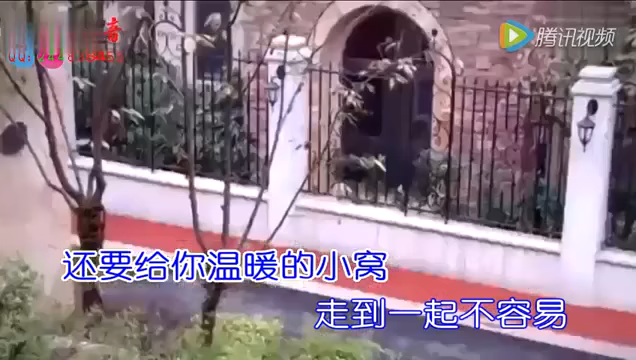 腾讯视频
还要给你温暖的小窝
走到一起不容易